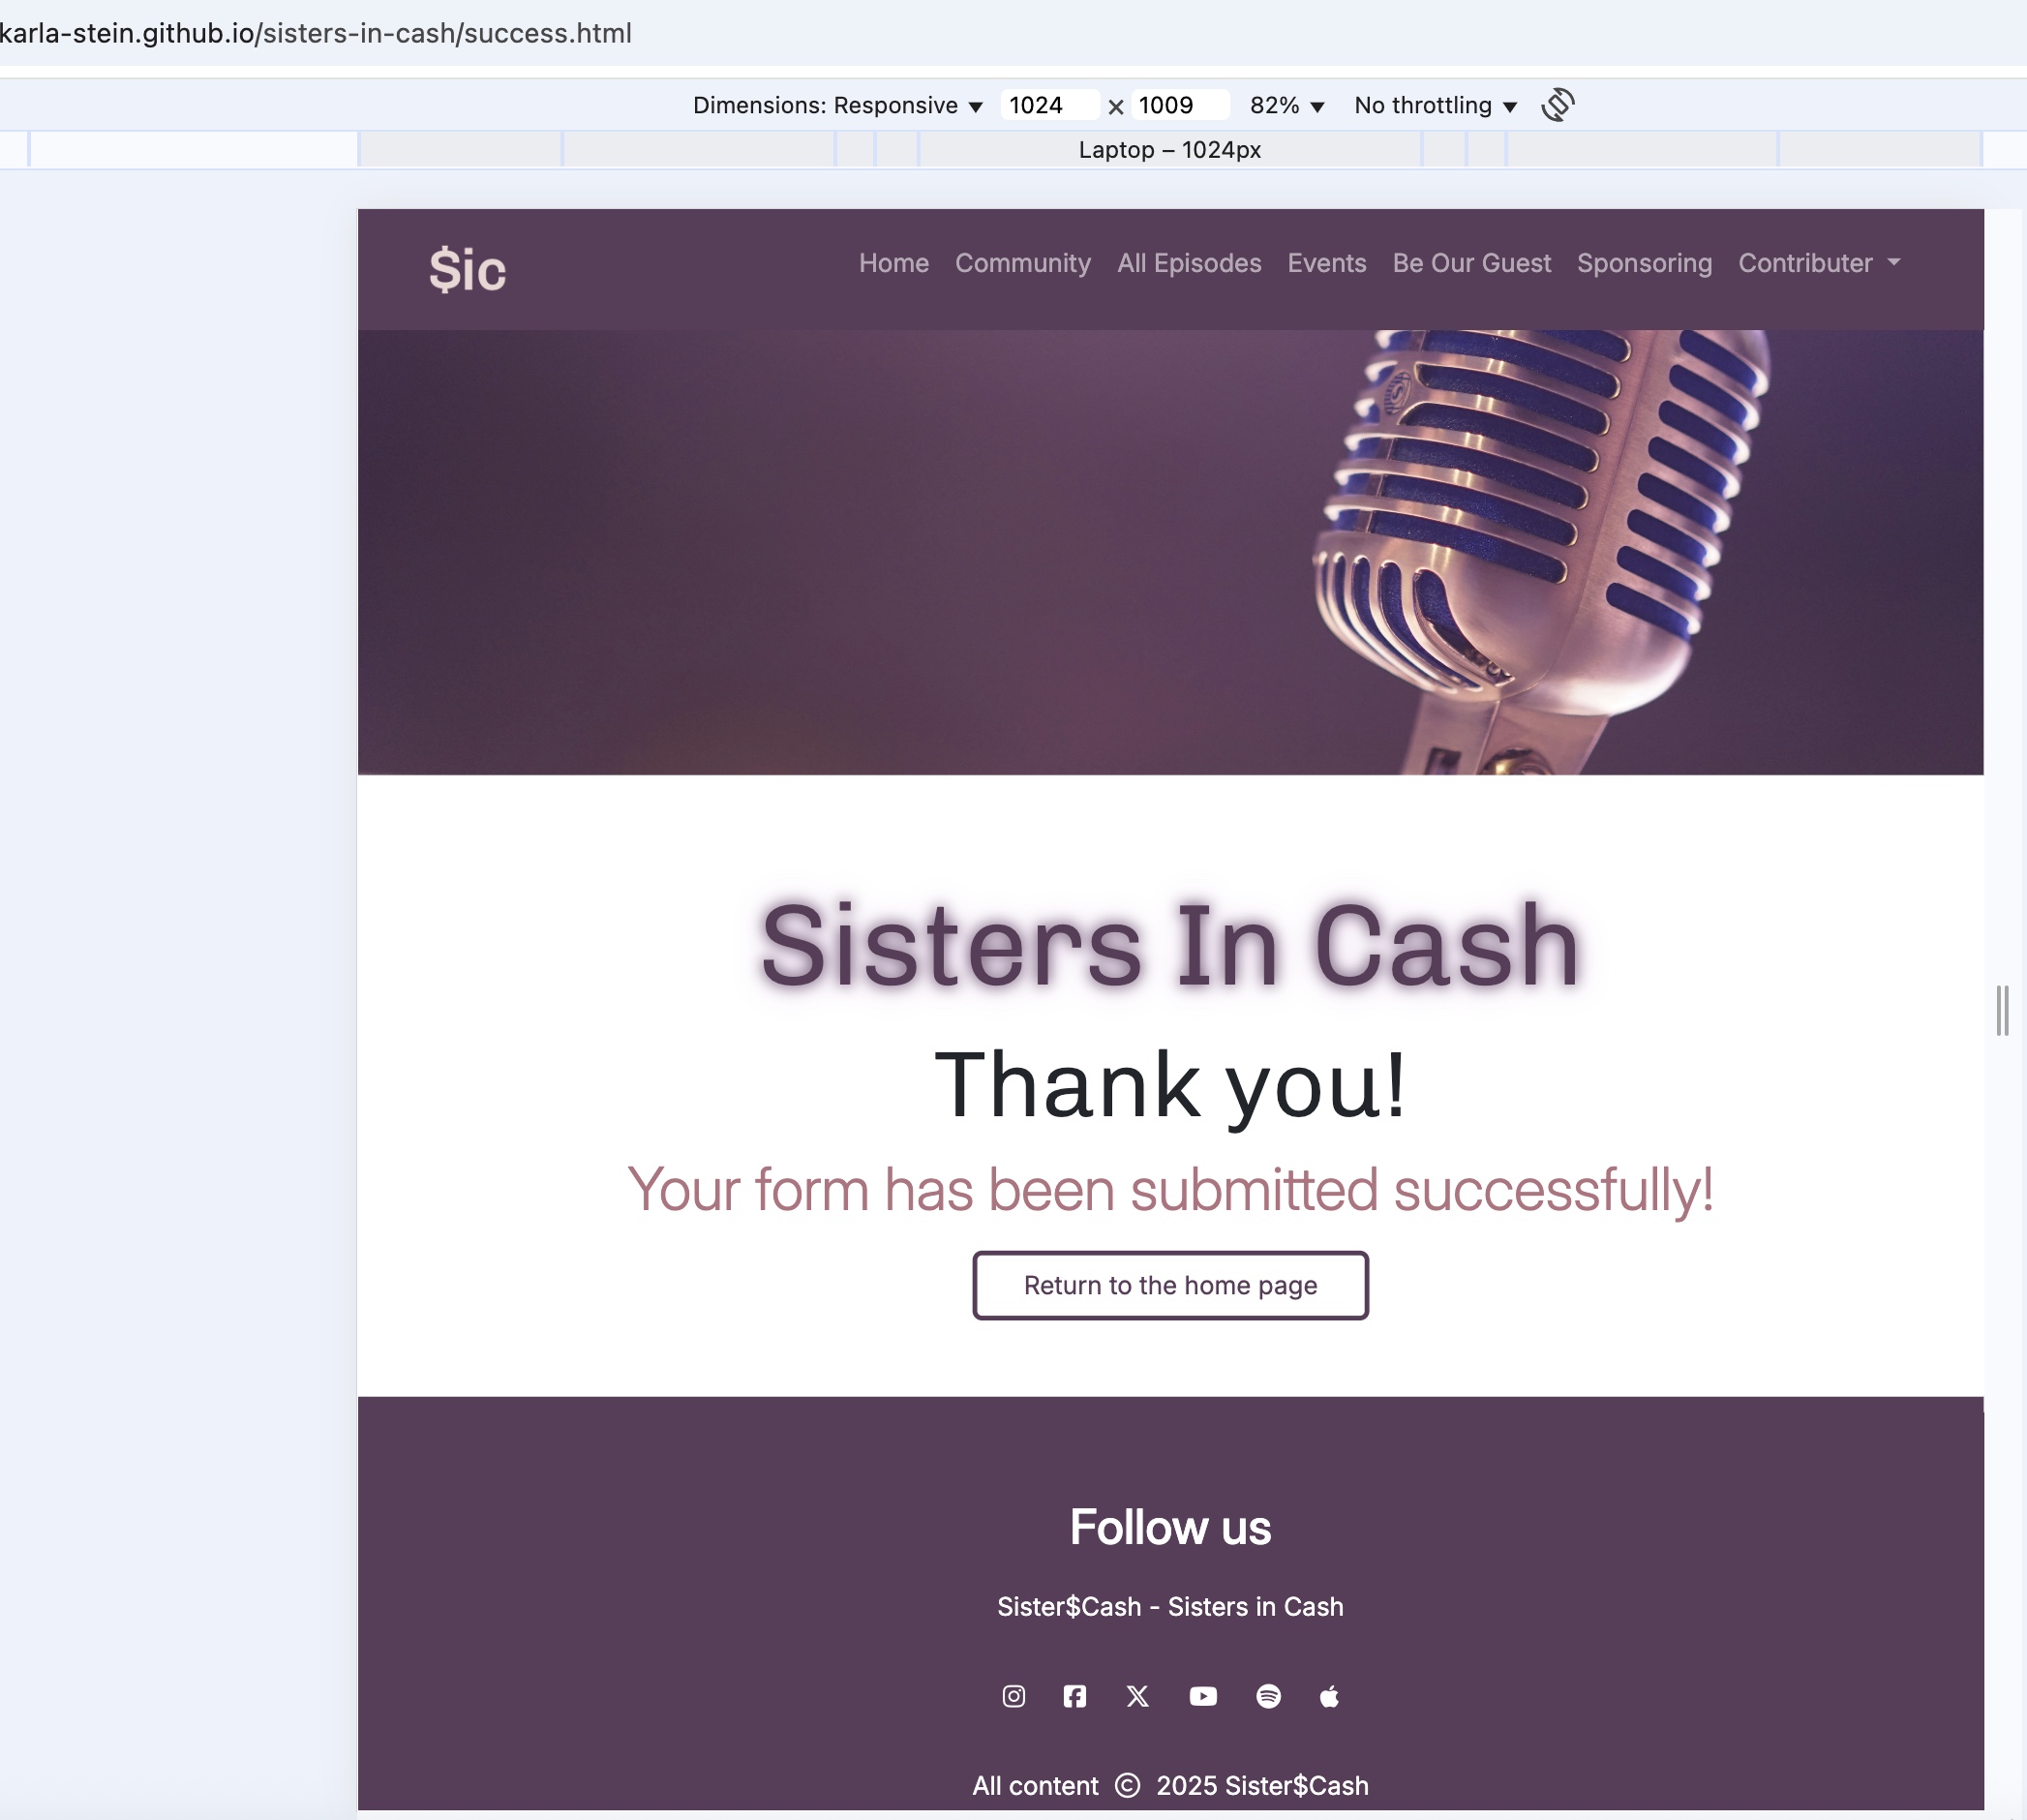 karla-stein.github.io/sisters-in-cash/success.html
Dimensions: Responsive 1024 × 1009 82% No throttling
Laptop – 1024px
$ic Home Community All Episodes Events Be Our Guest Sponsoring Contributer
Sisters In Cash
Thank you!
Your form has been submitted successfully!
Return to the home page
Follow us
Sister$Cash - Sisters in Cash
All content © 2025 Sister$Cash